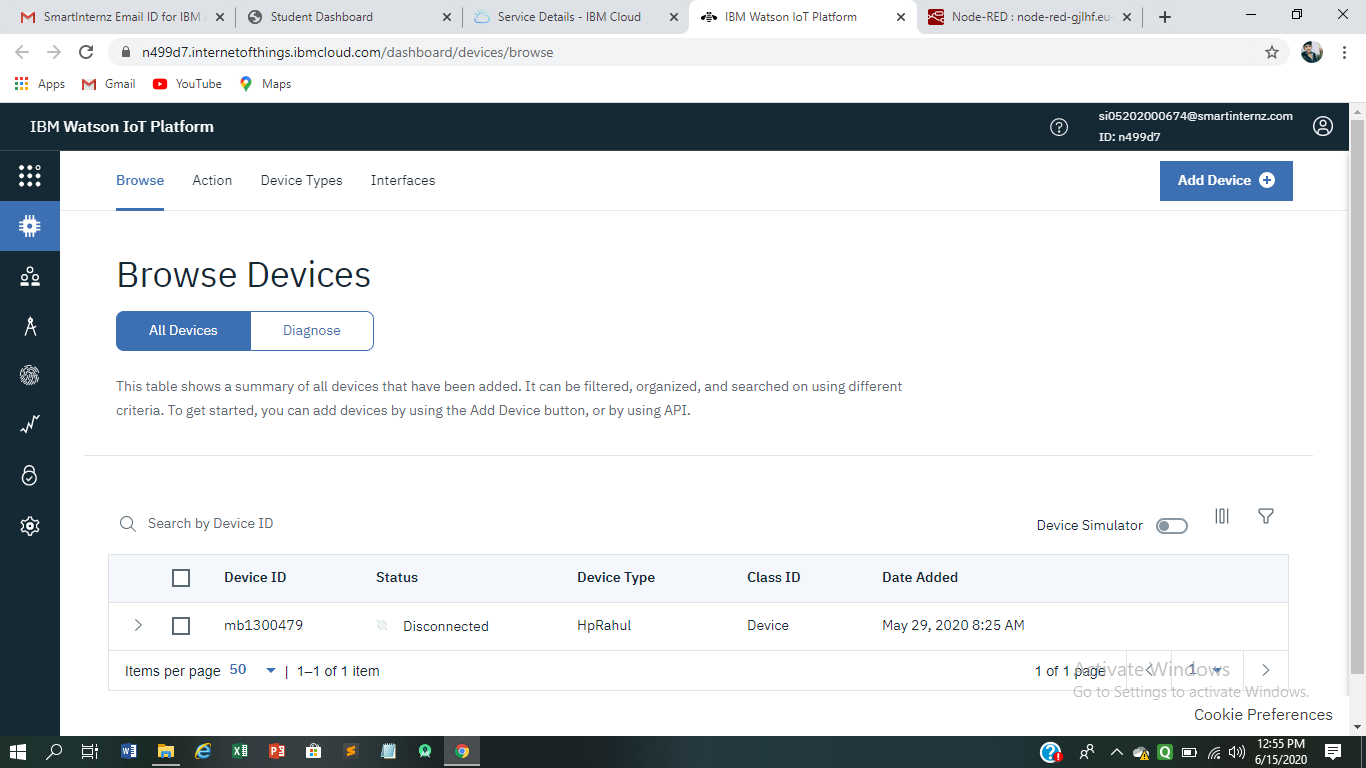 SmartInternz Email ID for IBM
Student Dashboard
Service Details - IBM Cloud
IBM Watson IoT Platform
Node-RED : node-red-gjlhf.eu-
n499d7.internetofthings.ibmcloud.com/dashboard/devices/browse
Apps
Gmail
YouTube
Maps
IBM Watson IoT Platform
si05202000674@smartinternz.com
ID: n499d7
Browse
Action
Device Types
Interfaces
Add Device
Browse Devices
All Devices
Diagnose
This table shows a summary of all devices that have been added. It can be filtered, organized, and searched on using different
criteria. To get started, you can add devices by using the Add Device button, or by using API.
Search by Device ID
Device Simulator
Device ID Status Device Type Class ID Date Added
mb1300479 Disconnected HpRahul Device May 29, 2020 8:25 AM
Items per page 50 | 1–1 of 1 item
1 of 1 page 1
Activate Windows
Go to Settings to activate Windows.
Cookie Preferences
12:55 PM
6/15/2020